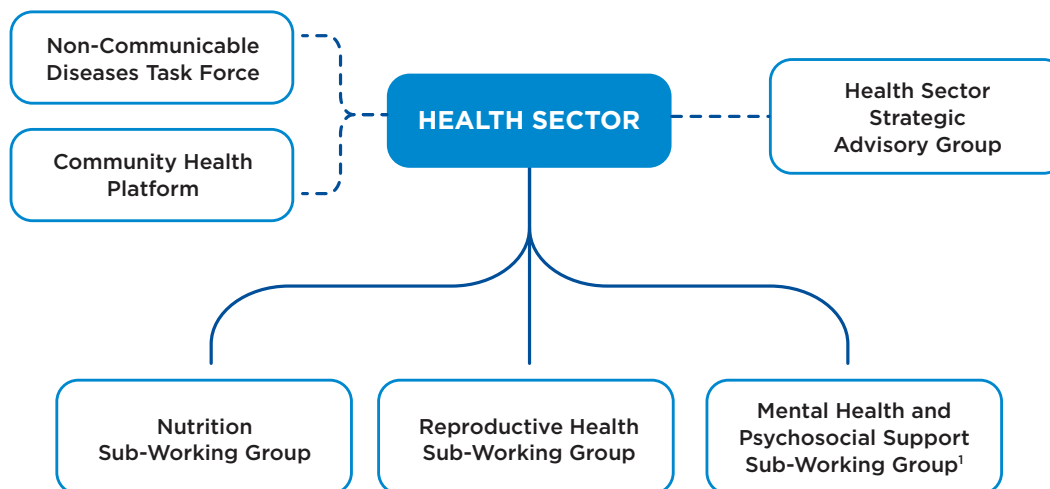 Non-Communicable
Diseases Task Force
Community Health
Platform
HEALTH SECTOR
Health Sector
Strategic
Advisory Group
Nutrition
Sub-Working Group
Reproductive Health
Sub-Working Group
Mental Health and
Psychosocial Support
Sub-Working Group¹